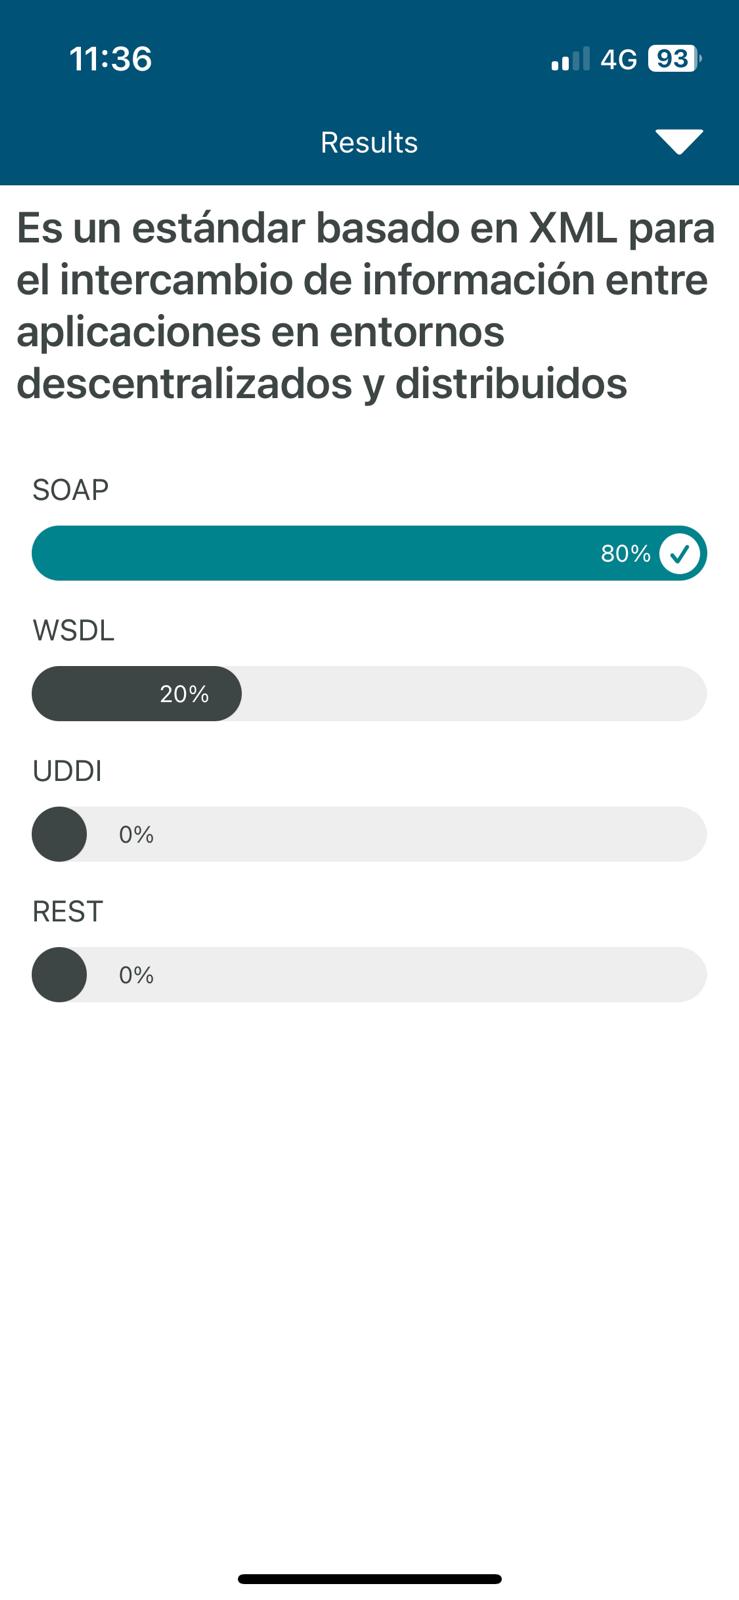 11:36
4G 93
Results
Es un estándar basado en XML para
el intercambio de información entre
aplicaciones en entornos
descentralizados y distribuidos
SOAP
80%
WSDL
20%
UDDI
0%
REST
0%